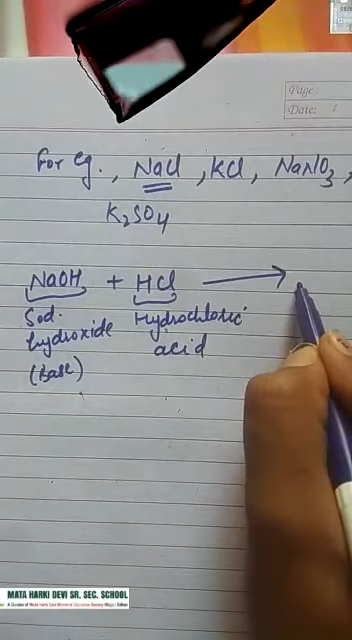 Page:
Date: /
For eg., NaCl, KCl, NaNO3,
K2SO4
NaOH + HCl →
Sod. hydroxide (Base)
Hydrochloric acid
MATA HARKI DEVI SR. SEC. SCHOOL